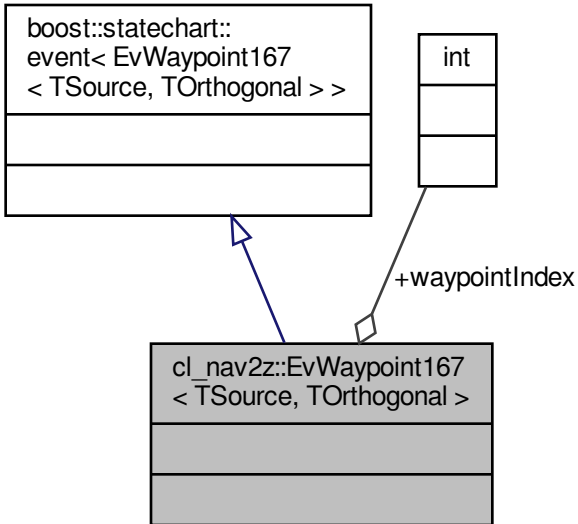 boost::statechart::
event< EvWaypoint167
< TSource, TOrthogonal > >
int
+waypointIndex
cl_nav2z::EvWaypoint167
< TSource, TOrthogonal >